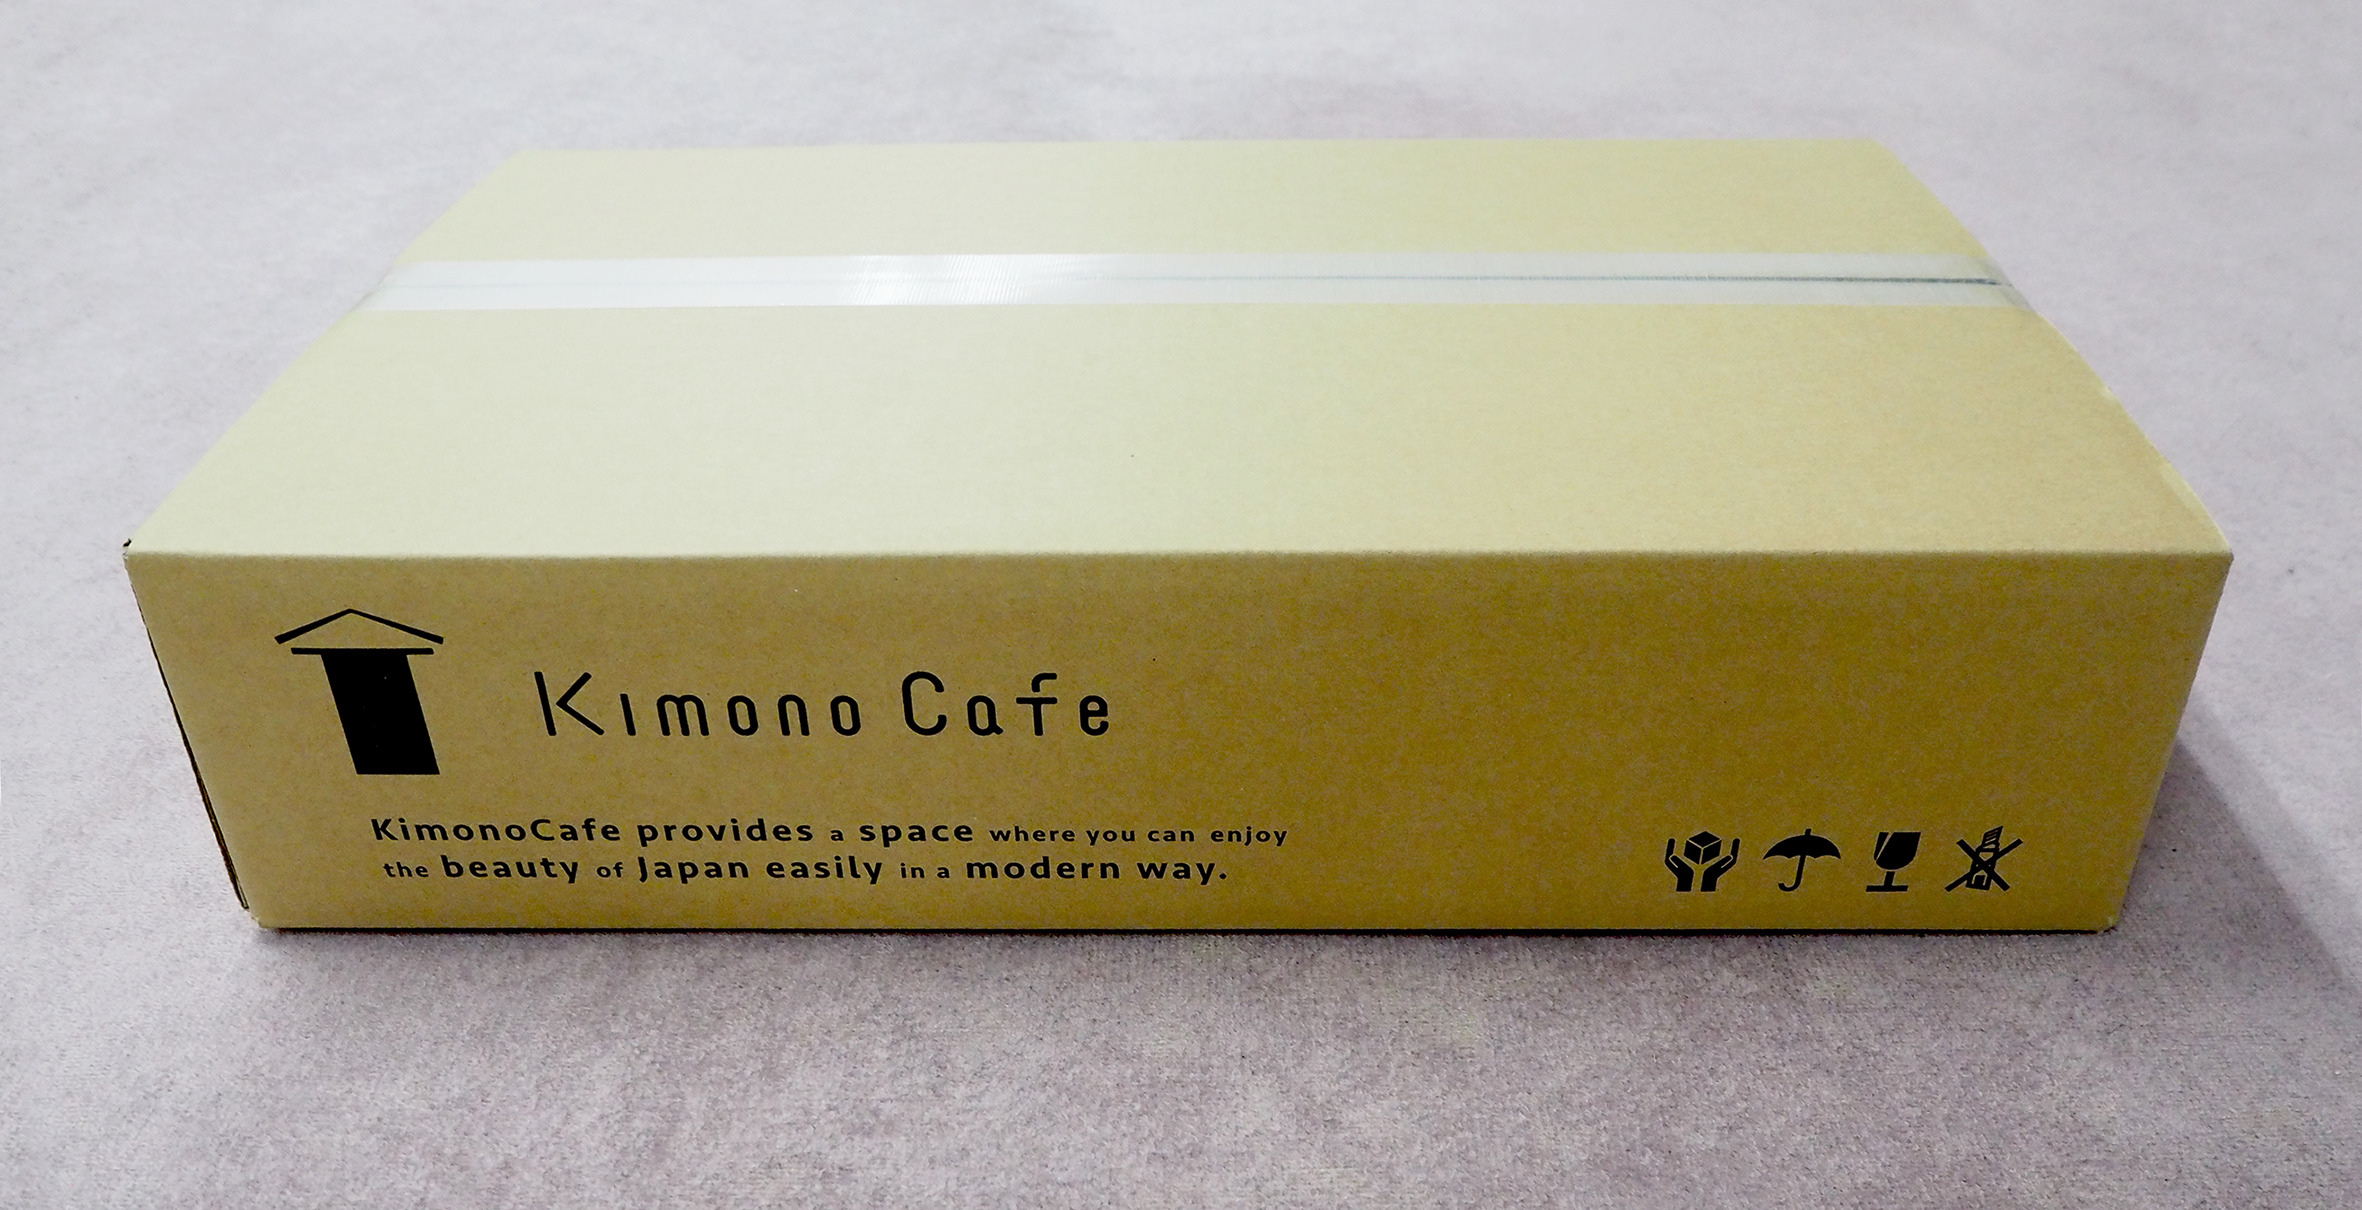 Kimono Cafe
KimonoCafe provides a space where you can enjoy
the beauty of Japan easily in a modern way.